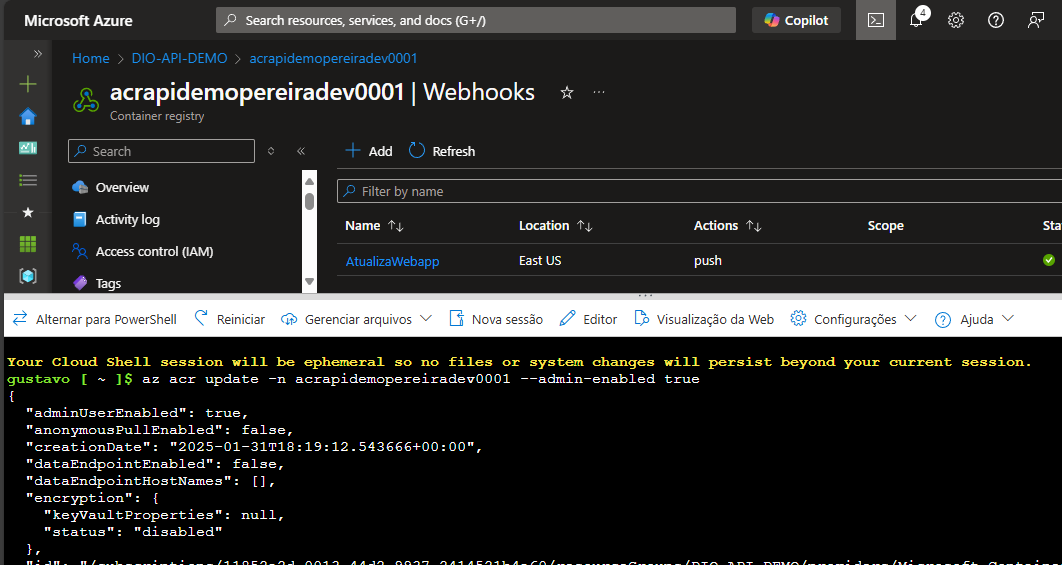 Microsoft Azure
Search resources, services, and docs (G+/)
Copilot
4
Home > DIO-API-DEMO > acrapidemopereiradev0001
acrapidemopereiradev0001 | Webhooks
Container registry
Search
Add Refresh
Overview
Filter by name
Activity log
Name Location Actions Scope Sta
Access control (IAM)
AtualizaWebapp East US push
Tags
Alternar para PowerShell Reiniciar Gerenciar arquivos Nova sessão Editor Visualização da Web Configurações Ajuda
Your Cloud Shell session will be ephemeral so no files or system changes will persist beyond your current session.
gustavo [ ~ ]$ az acr update -n acrapidemopereiradev0001 --admin-enabled true
{
"adminUserEnabled": true,
"anonymousPullEnabled": false,
"creationDate": "2025-01-31T18:19:12.543666+00:00",
"dataEndpointEnabled": false,
"dataEndpointHostNames": [],
"encryption": {
"keyVaultProperties": null,
"status": "disabled"
},